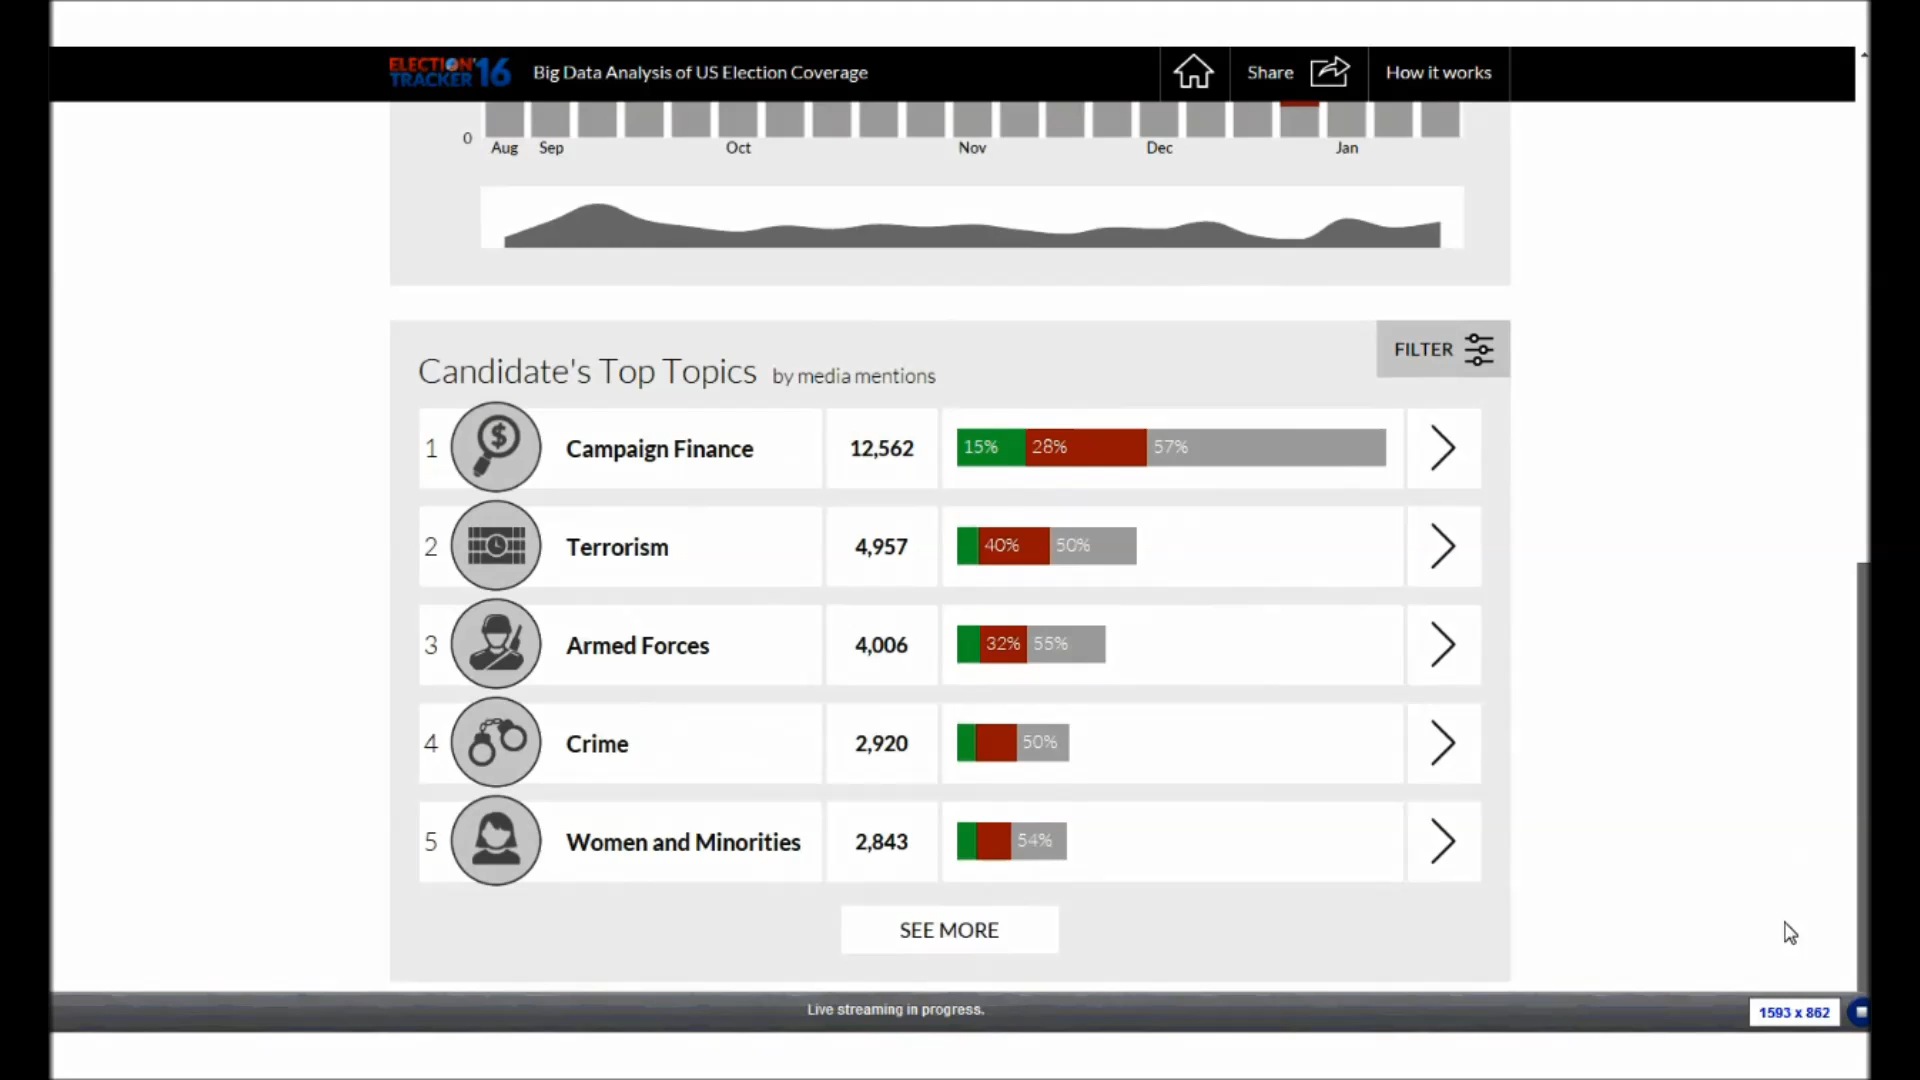 ELECTION'16 TRACKER
Big Data Analysis of US Election Coverage
Share
How it works
0
Aug Sep Oct Nov Dec Jan
FILTER
Candidate's Top Topics by media mentions
1 $ Campaign Finance 12,562 15% 28% 57%
2 Terrorism 4,957 40% 50%
3 Armed Forces 4,006 32% 55%
4 Crime 2,920 50%
5 Women and Minorities 2,843 54%
SEE MORE
Live streaming in progress.
1593 x 862